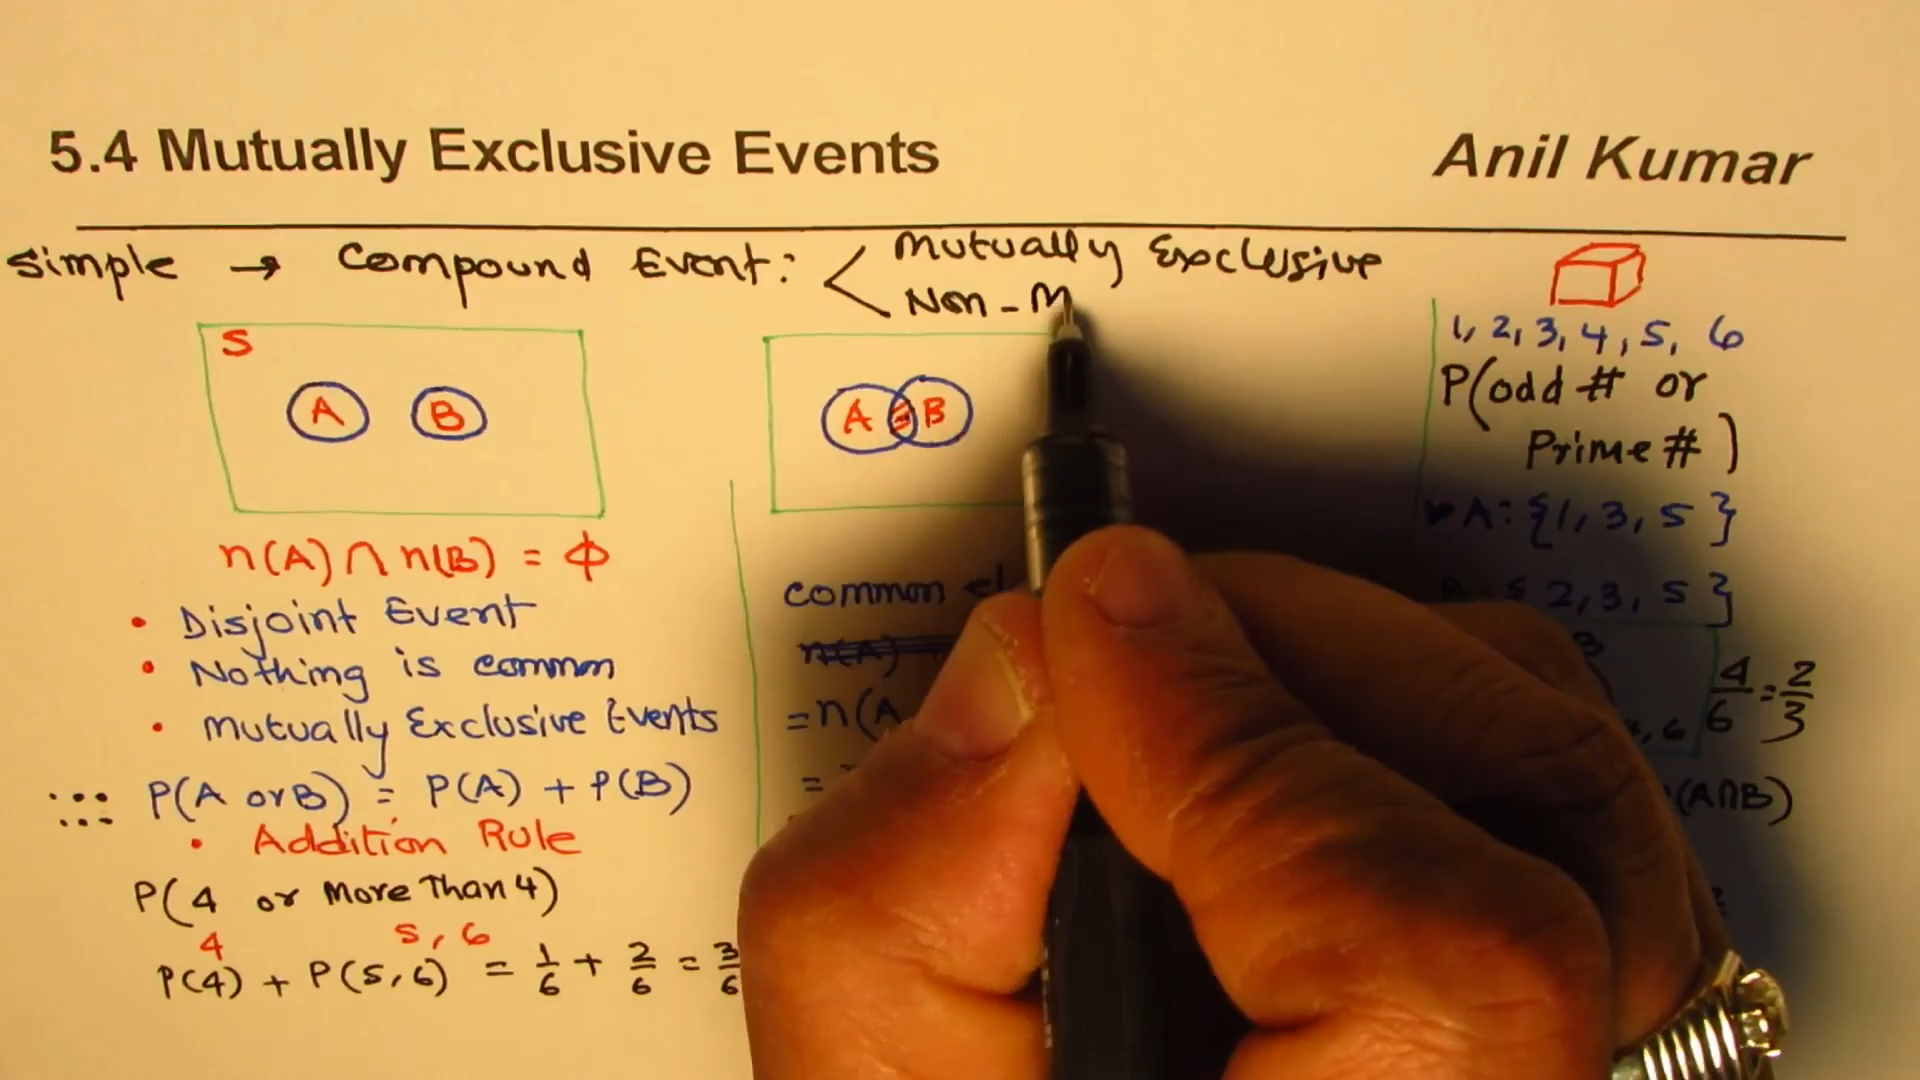 5.4 Mutually Exclusive Events
Anil Kumar
Simple → Compound Event: < Mutually Exclusive
Non-M
S
A B
n(A) ∩ n(B) = ϕ
• Disjoint Event
• Nothing is common
• Mutually Exclusive Events
P(A or B) = P(A) + P(B)
• Addition Rule
P(4 or More Than 4)
4 5, 6
P(4) + P(5, 6) = 1/6 + 2/6 = 3/6
A B
common
n(A)
= n(A
=
1, 2, 3, 4, 5, 6
P(odd # or
Prime #)
A: {1, 3, 5}
2, 3, 5}
4/6 = 2/3
, 6
(A∩B)